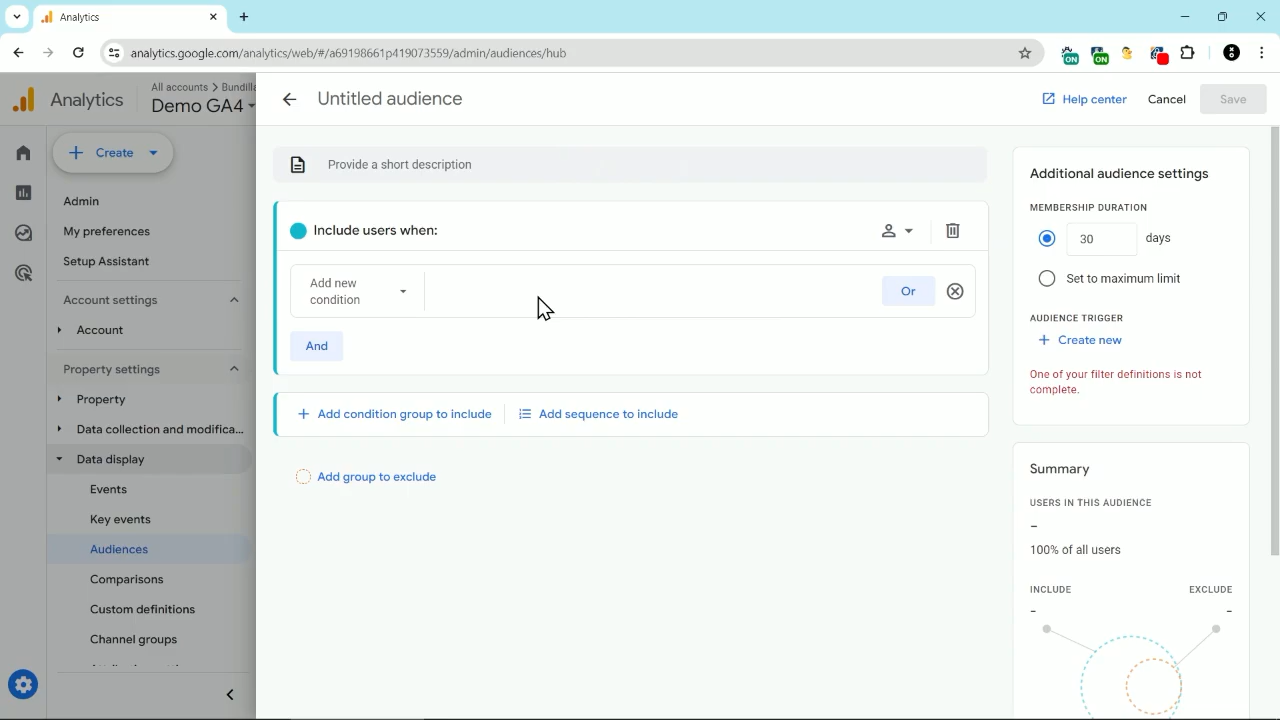 Analytics
analytics.google.com/analytics/web/#/a69198661p419073559/admin/audiences/hub
ON
ON
Analytics
All accounts > Bundill
Demo GA4
Untitled audience
Help center
Cancel
Save
Create
Admin
My preferences
Setup Assistant
Account settings
Account
Property settings
Property
Data collection and modifica...
Data display
Events
Key events
Audiences
Comparisons
Custom definitions
Channel groups
Provide a short description
Include users when:
Add new
condition
Or
And
Add condition group to include
Add sequence to include
Add group to exclude
Additional audience settings
MEMBERSHIP DURATION
30 days
Set to maximum limit
AUDIENCE TRIGGER
Create new
One of your filter definitions is not
complete.
Summary
USERS IN THIS AUDIENCE
–
100% of all users
INCLUDE EXCLUDE
– –